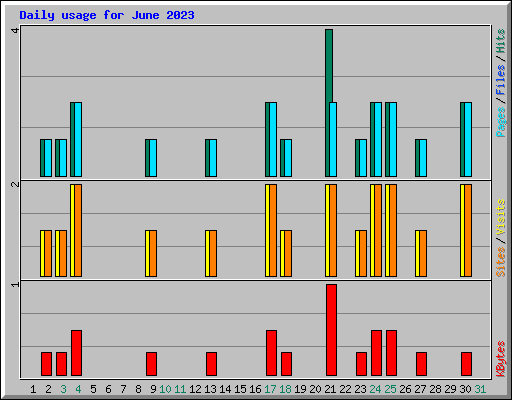 Daily usage for June 2023
4
2
1
Pages/Files/Hits
Sites/Visits
KBytes
1 2 3 4 5 6 7 8 9 10 11 12 13 14 15 16 17 18 19 20 21 22 23 24 25 26 27 28 29 30 31